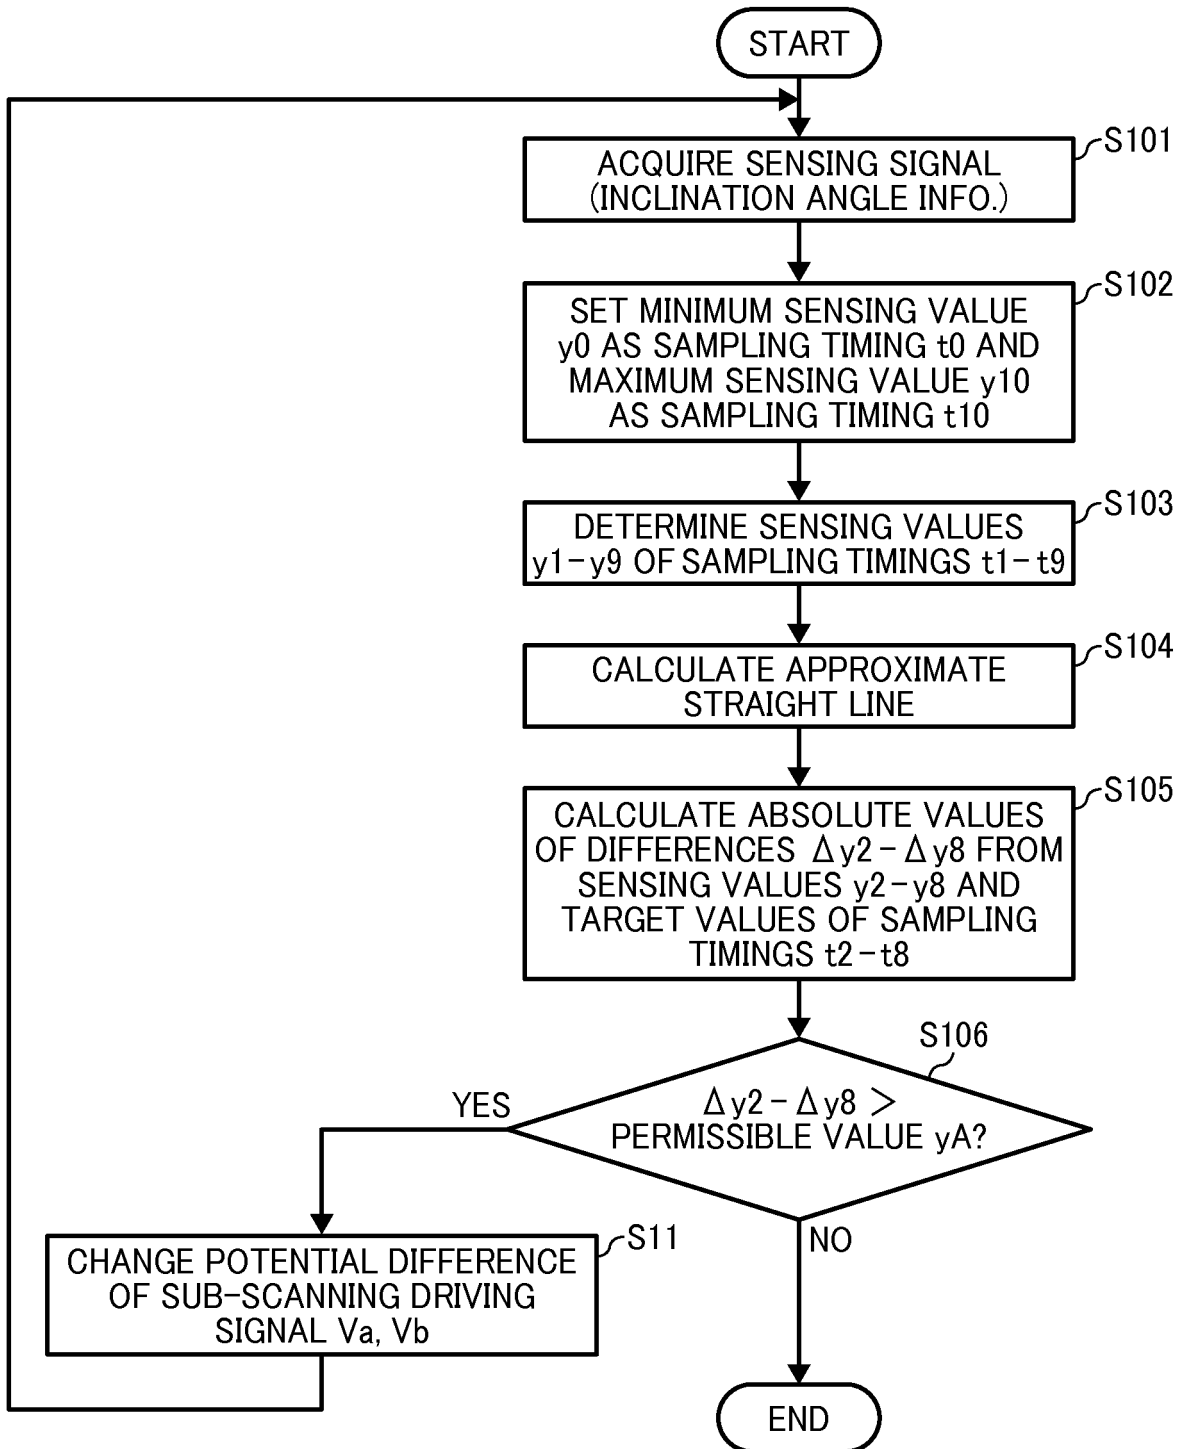 START
S101
ACQUIRE SENSING SIGNAL
(INCLINATION ANGLE INFO.)
S102
SET MINIMUM SENSING VALUE
y0 AS SAMPLING TIMING t0 AND
MAXIMUM SENSING VALUE y10
AS SAMPLING TIMING t10
S103
DETERMINE SENSING VALUES
y1-y9 OF SAMPLING TIMINGS t1-t9
S104
CALCULATE APPROXIMATE
STRAIGHT LINE
S105
CALCULATE ABSOLUTE VALUES
OF DIFFERENCES Δy2-Δy8 FROM
SENSING VALUES y2-y8 AND
TARGET VALUES OF SAMPLING
TIMINGS t2-t8
S106
Δy2-Δy8 >
PERMISSIBLE VALUE yA?
YES
NO
S11
CHANGE POTENTIAL DIFFERENCE
OF SUB-SCANNING DRIVING
SIGNAL Va, Vb
END